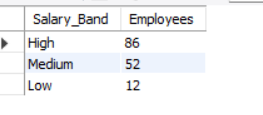 Salary_Band Employees
High 86
Medium 52
Low 12